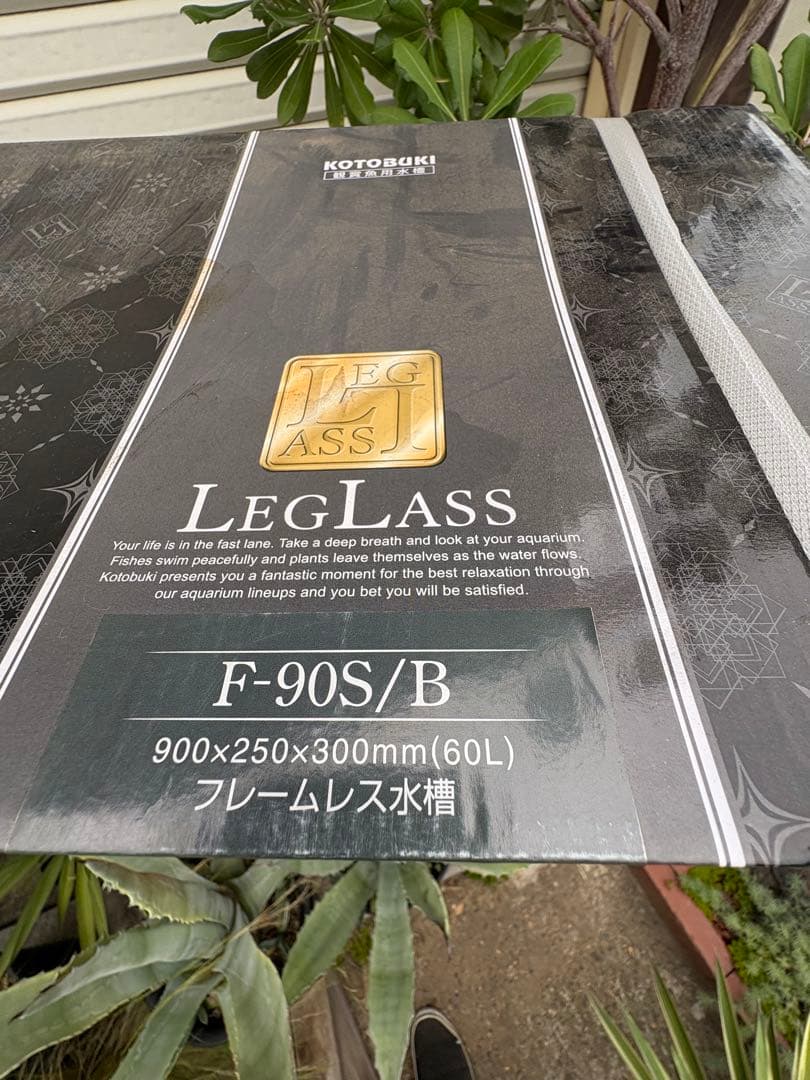 KOTOBUKI
観賞魚用水槽
LEG
LASS
LEGLASS
Your life is in the fast lane. Take a deep breath and look at your aquarium.
Fishes swim peacefully and plants leave themselves as the water flows.
Kotobuki presents you a fantastic moment for the best relaxation through
our aquarium lineups and you bet you will be satisfied.
F-90S/B
900×250×300mm(60L)
フレームレス水槽